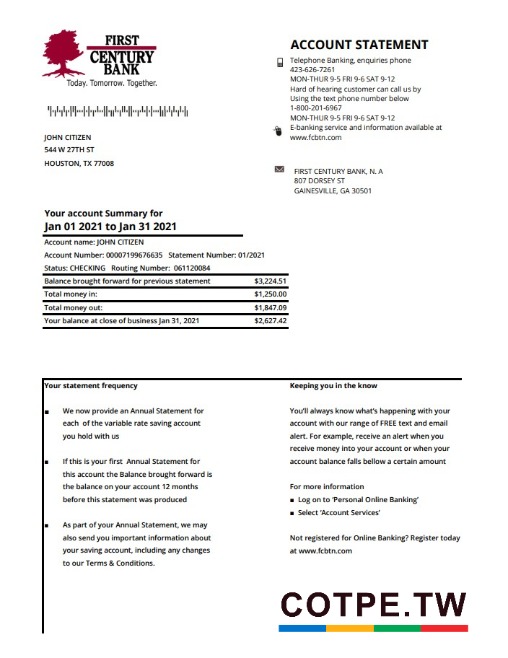 FIRST
CENTURY
BANK
Today. Tomorrow. Together.
ACCOUNT STATEMENT
Telephone Banking, enquiries phone
423-626-7261
MON-THUR 9-5 FRI 9-6 SAT 9-12
Hard of hearing customer can call us by
Using the text phone number below
1-800-201-6967
MON-THUR 9-5 FRI 9-6 SAT 9-12
E-banking service and information available at
www.fcbtn.com
JOHN CITIZEN
544 W 27TH ST
HOUSTON, TX 77008
FIRST CENTURY BANK, N. A
807 DORSEY ST
GAINESVILLE, GA 30501
Your account Summary for
Jan 01 2021 to Jan 31 2021
Account name: JOHN CITIZEN
Account Number: 00007199676635 Statement Number: 01/2021
Status: CHECKING Routing Number: 061120084
Balance brought forward for previous statement $3,224.51
Total money in: $1,250.00
Total money out: $1,847.09
Your balance at close of business Jan 31, 2021 $2,627.42
Your statement frequency
We now provide an Annual Statement for
each of the variable rate saving account
you hold with us
If this is your first Annual Statement for
this account the Balance brought forward is
the balance on your account 12 months
before this statement was produced
As part of your Annual Statement, we may
also send you important information about
your saving account, including any changes
to our Terms & Conditions.
Keeping you in the know
You'll always know what's happening with your
account with our range of FREE text and email
alert. For example, receive an alert when you
receive money into your account or when your
account balance falls bellow a certain amount
For more information
Log on to 'Personal Online Banking'
Select 'Account Services'
Not registered for Online Banking? Register today
at www.fcbtn.com
COTPE.TW